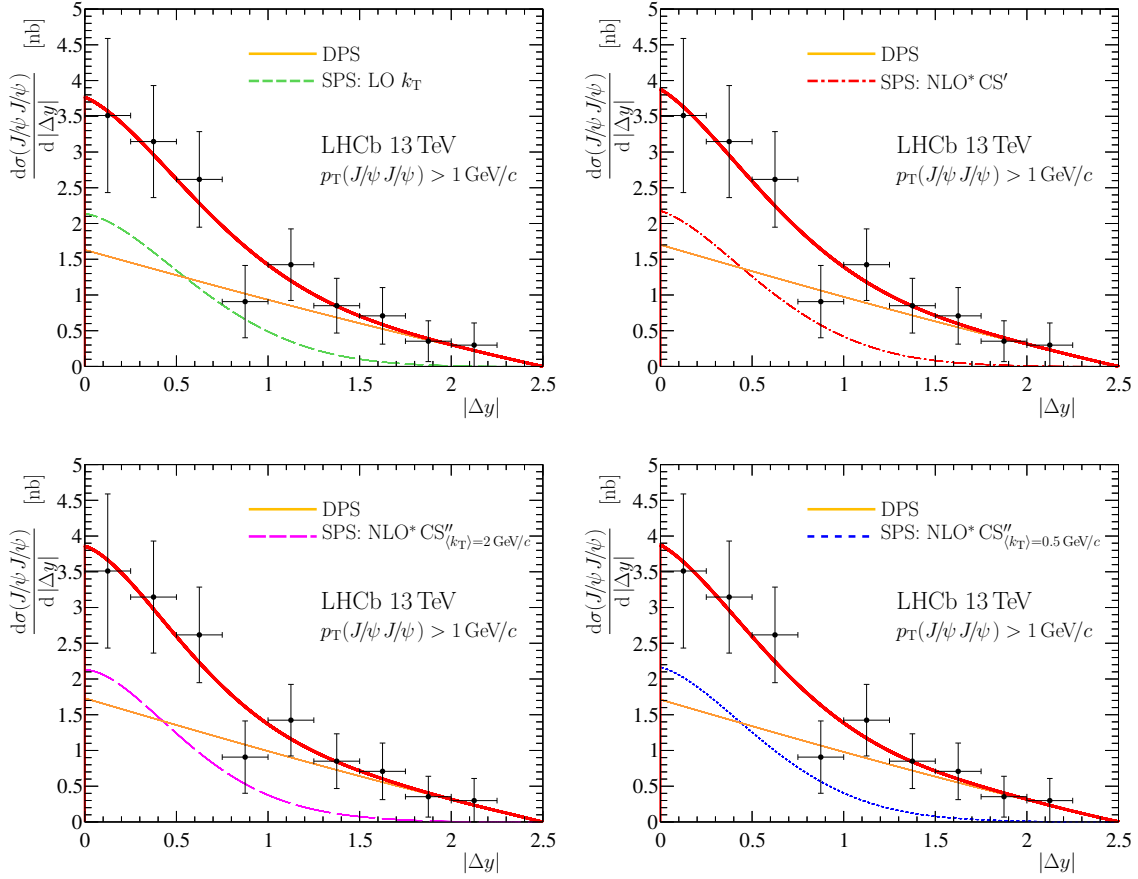 dσ(J/ψ J/ψ) / d |Δy| [nb]
5
4.5
4
3.5
3
2.5
2
1.5
1
0.5
0
DPS
SPS: LO k_T
LHCb 13 TeV
p_T(J/ψ J/ψ) > 1 GeV/c
0 0.5 1 1.5 2 2.5
|Δy|
dσ(J/ψ J/ψ) / d |Δy| [nb]
5
4.5
4
3.5
3
2.5
2
1.5
1
0.5
0
DPS
SPS: NLO* CS′
LHCb 13 TeV
p_T(J/ψ J/ψ) > 1 GeV/c
0 0.5 1 1.5 2 2.5
|Δy|
dσ(J/ψ J/ψ) / d |Δy| [nb]
5
4.5
4
3.5
3
2.5
2
1.5
1
0.5
0
DPS
SPS: NLO* CS″⟨k_T⟩=2 GeV/c
LHCb 13 TeV
p_T(J/ψ J/ψ) > 1 GeV/c
0 0.5 1 1.5 2 2.5
|Δy|
dσ(J/ψ J/ψ) / d |Δy| [nb]
5
4.5
4
3.5
3
2.5
2
1.5
1
0.5
0
DPS
SPS: NLO* CS″⟨k_T⟩=0.5 GeV/c
LHCb 13 TeV
p_T(J/ψ J/ψ) > 1 GeV/c
0 0.5 1 1.5 2 2.5
|Δy|